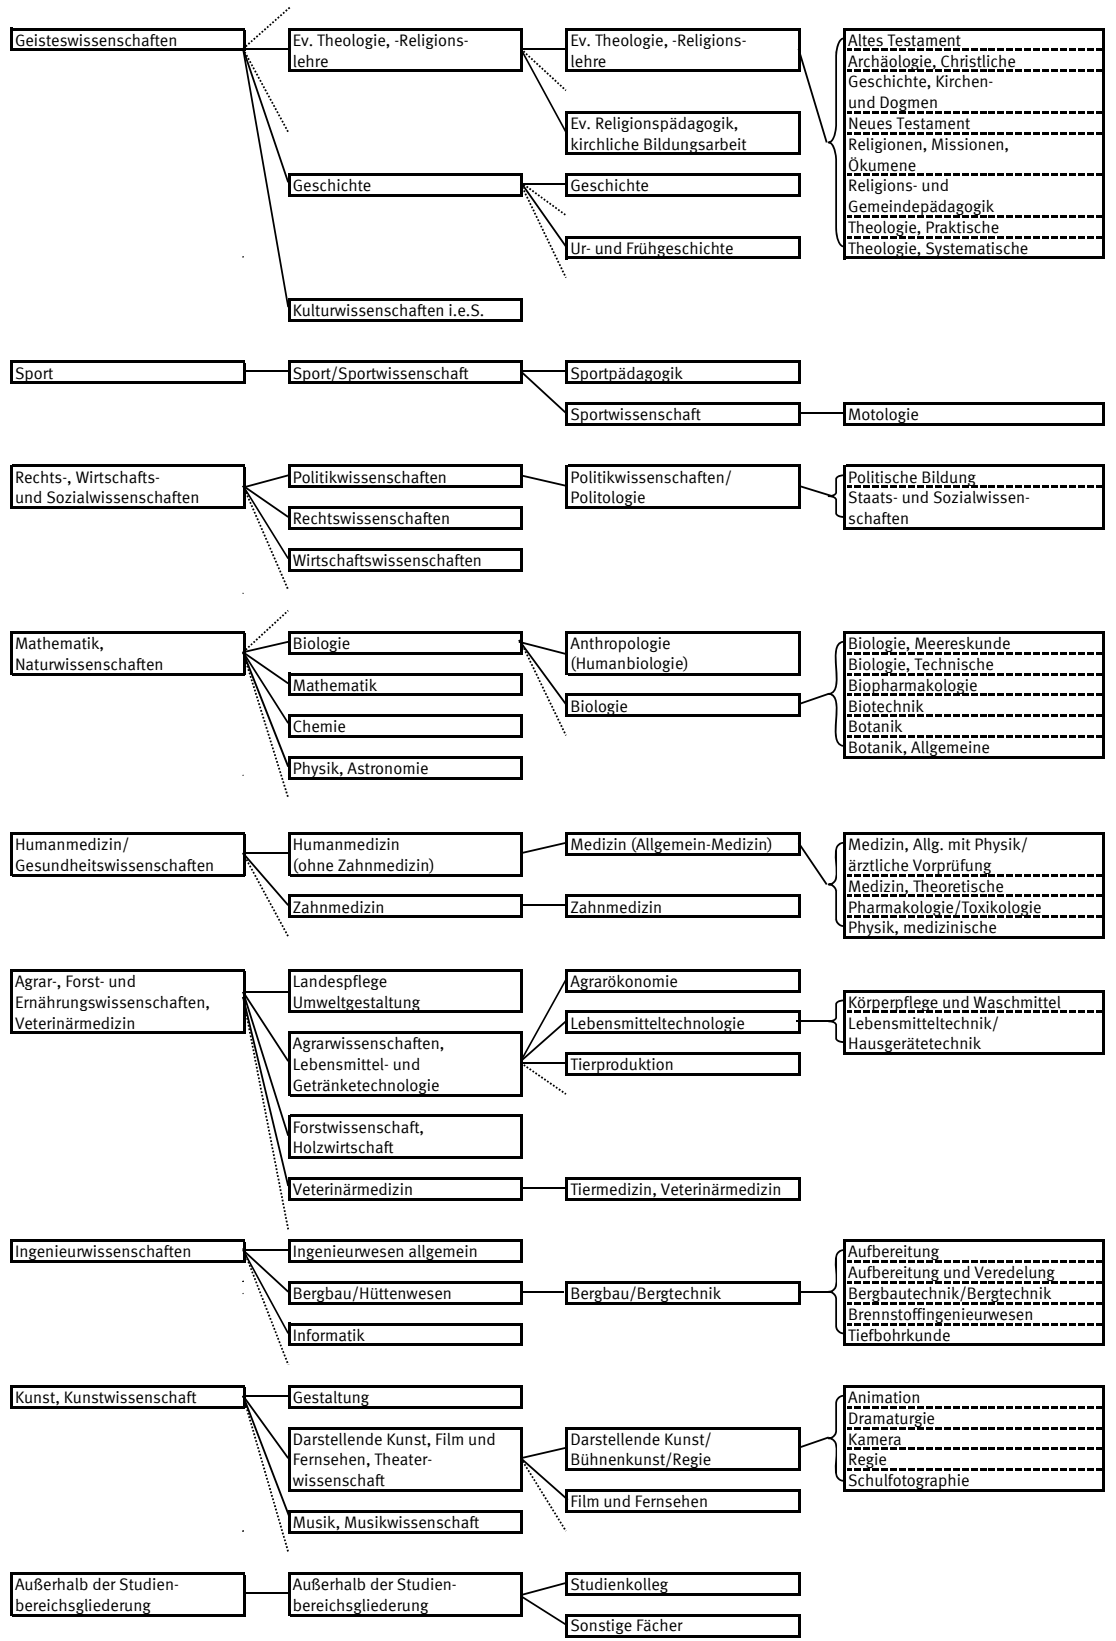 Geisteswissenschaften
Ev. Theologie, -Religions-
lehre
Ev. Theologie, -Religions-
lehre
Altes Testament
Archäologie, Christliche
Geschichte, Kirchen-
und Dogmen
Neues Testament
Religionen, Missionen,
Ökumene
Religions- und
Gemeindepädagogik
Theologie, Praktische
Theologie, Systematische
Ev. Religionspädagogik,
kirchliche Bildungsarbeit
Geschichte
Geschichte
Ur- und Frühgeschichte
Kulturwissenschaften i.e.S.
Sport
Sport/Sportwissenschaft
Sportpädagogik
Sportwissenschaft
Motologie
Rechts-, Wirtschafts-
und Sozialwissenschaften
Politikwissenschaften
Politikwissenschaften/
Politologie
Politische Bildung
Staats- und Sozialwissen-
schaften
Rechtswissenschaften
Wirtschaftswissenschaften
Mathematik,
Naturwissenschaften
Biologie
Anthropologie
(Humanbiologie)
Biologie
Biologie, Meereskunde
Biologie, Technische
Biopharmakologie
Biotechnik
Botanik
Botanik, Allgemeine
Mathematik
Chemie
Physik, Astronomie
Humanmedizin/
Gesundheitswissenschaften
Humanmedizin
(ohne Zahnmedizin)
Medizin (Allgemein-Medizin)
Medizin, Allg. mit Physik/
ärztliche Vorprüfung
Medizin, Theoretische
Pharmakologie/Toxikologie
Physik, medizinische
Zahnmedizin
Zahnmedizin
Agrar-, Forst- und
Ernährungswissenschaften,
Veterinärmedizin
Landespflege
Umweltgestaltung
Agrarwissenschaften,
Lebensmittel- und
Getränketechnologie
Agrarökonomie
Lebensmitteltechnologie
Körperpflege und Waschmittel
Lebensmitteltechnik/
Hausgerätetechnik
Tierproduktion
Forstwissenschaft,
Holzwirtschaft
Veterinärmedizin
Tiermedizin, Veterinärmedizin
Ingenieurwissenschaften
Ingenieurwesen allgemein
Bergbau/Hüttenwesen
Bergbau/Bergtechnik
Aufbereitung
Aufbereitung und Veredelung
Bergbautechnik/Bergtechnik
Brennstoffingenieurwesen
Tiefbohrkunde
Informatik
Kunst, Kunstwissenschaft
Gestaltung
Darstellende Kunst, Film und
Fernsehen, Theater-
wissenschaft
Darstellende Kunst/
Bühnenkunst/Regie
Animation
Dramaturgie
Kamera
Regie
Schulfotographie
Film und Fernsehen
Musik, Musikwissenschaft
Außerhalb der Studien-
bereichsgliederung
Außerhalb der Studien-
bereichsgliederung
Studienkolleg
Sonstige Fächer